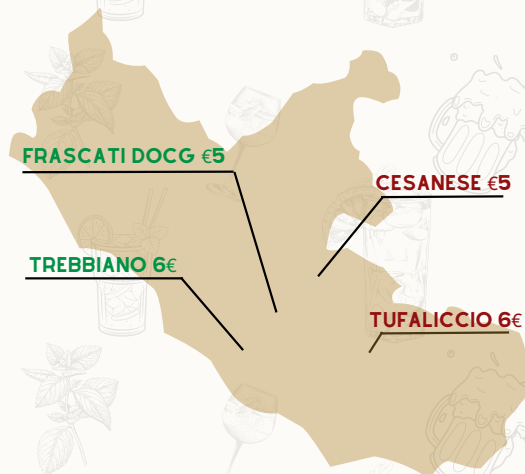 FRASCATI DOCG €5
CESANESE €5
TREBBIANO 6€
TUFALICCIO 6€